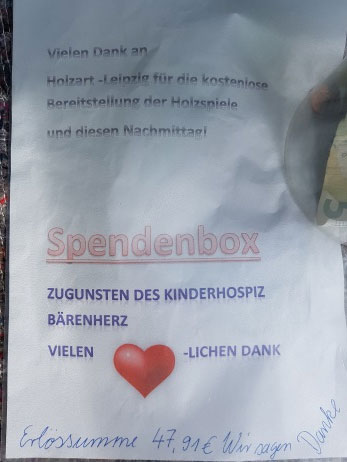 Vielen Dank an
Holzart -Leipzig für die kostenlose
Bereitstellung der Holzspiele
und diesen Nachmittag!
Spendenbox
ZUGUNSTEN DES KINDERHOSPIZ
BÄRENHERZ
VIELEN -LICHEN DANK
Erlössumme 47,91€ Wir sagen Danke